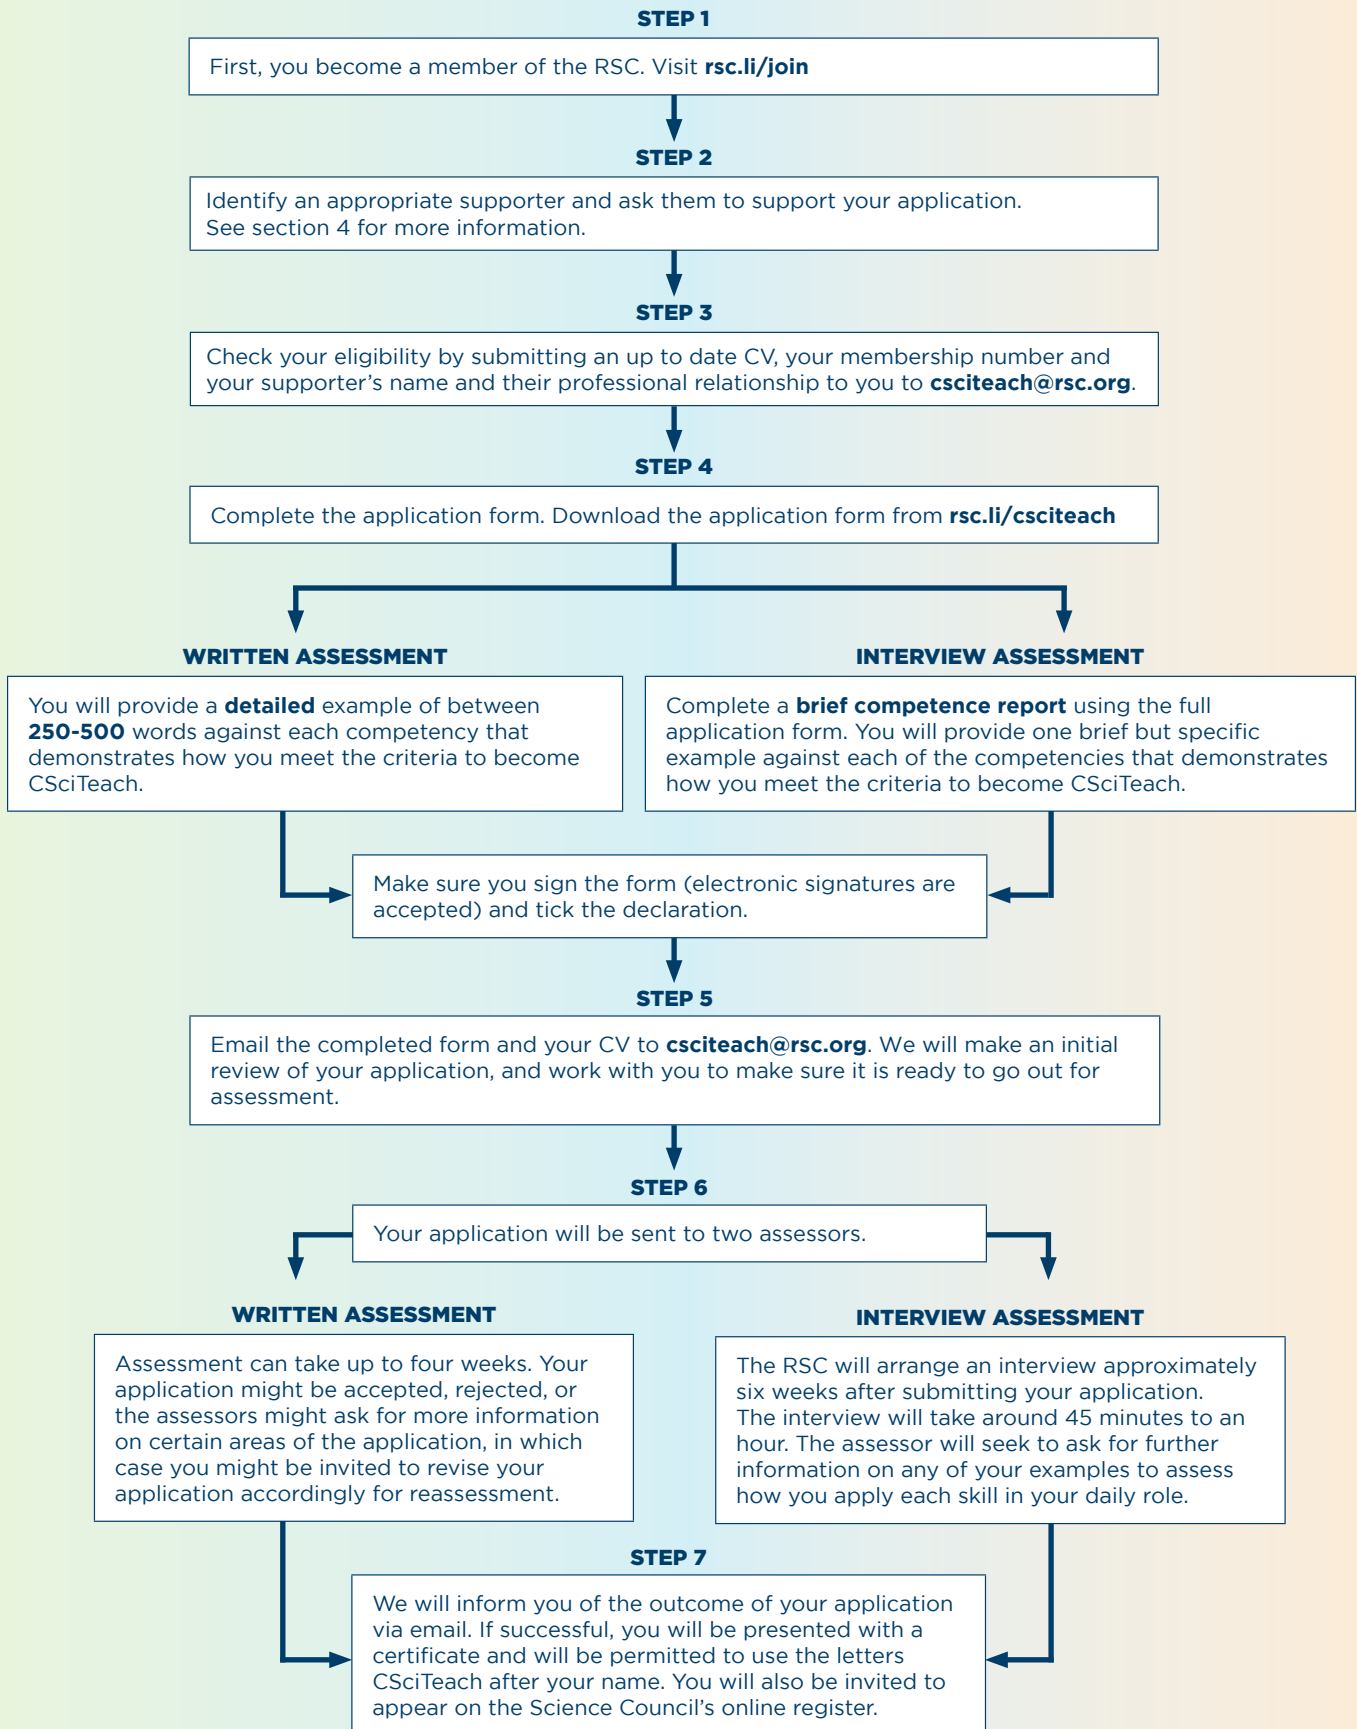 STEP 1
First, you become a member of the RSC. Visit rsc.li/join
STEP 2
Identify an appropriate supporter and ask them to support your application.
See section 4 for more information.
STEP 3
Check your eligibility by submitting an up to date CV, your membership number and
your supporter's name and their professional relationship to you to csciteach@rsc.org.
STEP 4
Complete the application form. Download the application form from rsc.li/csciteach
WRITTEN ASSESSMENT
You will provide a detailed example of between
250-500 words against each competency that
demonstrates how you meet the criteria to become
CSciTeach.
INTERVIEW ASSESSMENT
Complete a brief competence report using the full
application form. You will provide one brief but specific
example against each of the competencies that demonstrates
how you meet the criteria to become CSciTeach.
Make sure you sign the form (electronic signatures are
accepted) and tick the declaration.
STEP 5
Email the completed form and your CV to csciteach@rsc.org. We will make an initial
review of your application, and work with you to make sure it is ready to go out for
assessment.
STEP 6
Your application will be sent to two assessors.
WRITTEN ASSESSMENT
Assessment can take up to four weeks. Your
application might be accepted, rejected, or
the assessors might ask for more information
on certain areas of the application, in which
case you might be invited to revise your
application accordingly for reassessment.
INTERVIEW ASSESSMENT
The RSC will arrange an interview approximately
six weeks after submitting your application.
The interview will take around 45 minutes to an
hour. The assessor will seek to ask for further
information on any of your examples to assess
how you apply each skill in your daily role.
STEP 7
We will inform you of the outcome of your application
via email. If successful, you will be presented with a
certificate and will be permitted to use the letters
CSciTeach after your name. You will also be invited to
appear on the Science Council's online register.